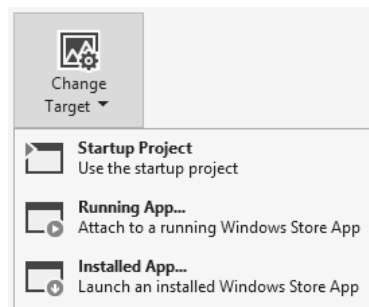 Change
Target
Startup Project
Use the startup project
Running App...
Attach to a running Windows Store App
Installed App...
Launch an installed Windows Store App